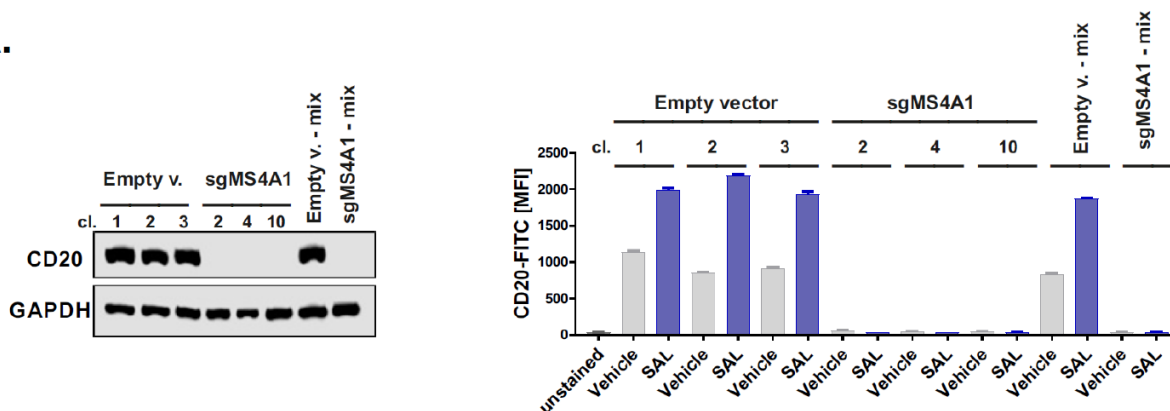 Empty v.
sgMS4A1
Empty v. - mix
sgMS4A1 - mix
cl.
1 2 3 2 4 10
CD20
GAPDH
Empty vector
sgMS4A1
Empty v. - mix
sgMS4A1 - mix
cl. 1 2 3 2 4 10
CD20-FITC [MFI]
2500
2000
1500
1000
500
0
unstained
Vehicle
SAL
Vehicle
SAL
Vehicle
SAL
Vehicle
SAL
Vehicle
SAL
Vehicle
SAL
Vehicle
SAL
Vehicle
SAL